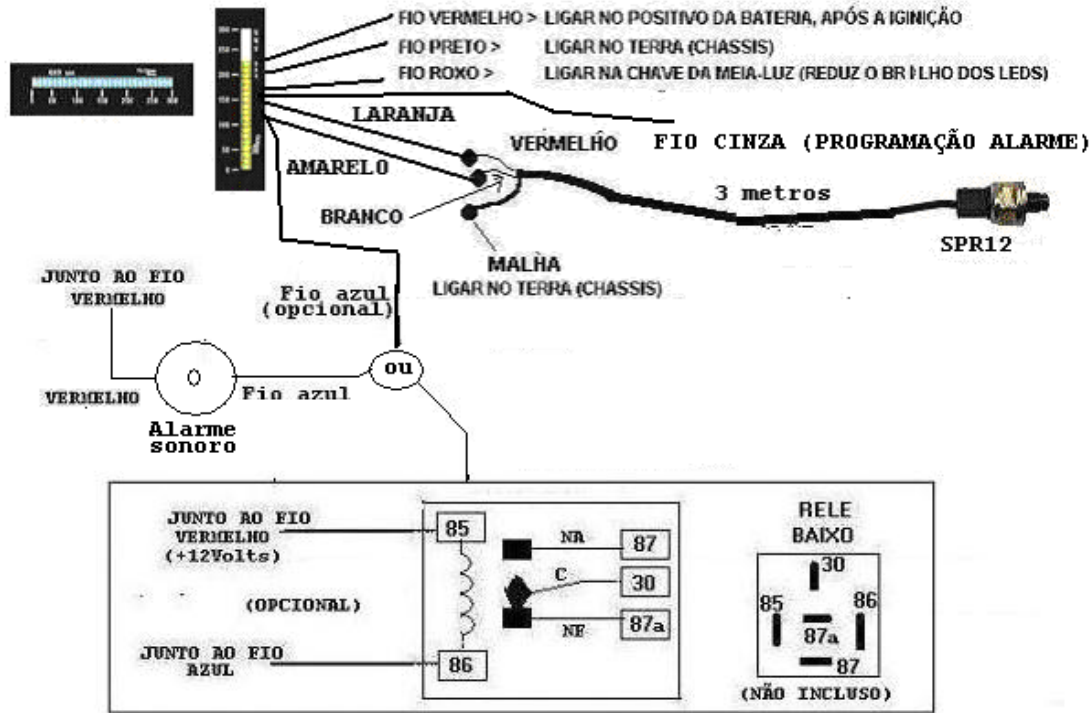 FIO VERMELHO > LIGAR NO POSITIVO DA BATERIA, APÓS A IGINIÇÃO
FIO PRETO > LIGAR NO TERRA (CHASSIS)
FIO ROXO > LIGAR NA CHAVE DA MEIA-LUZ (REDUZ O BRILHO DOS LEDS)
LARANJA
FIO CINZA (PROGRAMAÇÃO ALARME)
VERMELHO
AMARELO
3 metros
BRANCO
SPR12
MALHA
LIGAR NO TERRA (CHASSIS)
JUNTO AO FIO
VERMELHO
Fio azul
(opcional)
ou
VERMELHO
Fio azul
Alarme
sonoro
JUNTO AO FIO
VERMELHO
(+12Volts)
(OPCIONAL)
JUNTO AO FIO
AZUL
85
86
NA
87
C
30
NF
87a
RELE
BAIXO
30
85
86
87a
87
(NÃO INCLUSO)